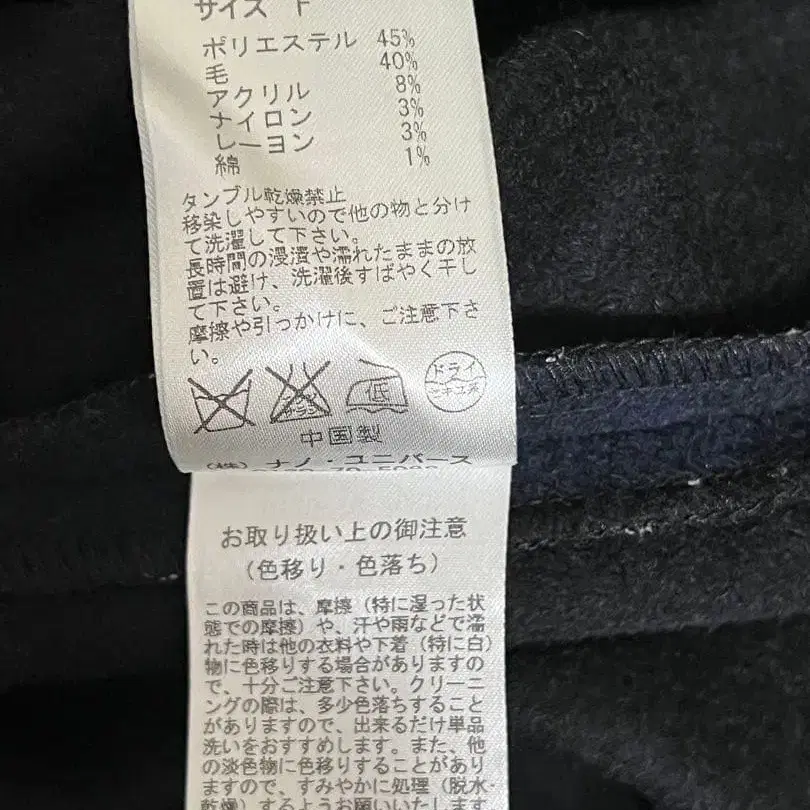 サイズ F
ポリエステル 45%
毛 40%
アクリル 8%
ナイロン 3%
レーヨン 3%
綿 1%
タンブル乾燥禁止
移染しやすいので他の物と分け
て洗濯して下さい。
長時間の浸漬や濡れたままの放
置は避け、洗濯後すばやく干し
て下さい。
摩擦や引っかけに、ご注意下さ
い。
低
ドライ
セキユ系
中国製
(株)ナノ・ユニバース
お取り扱い上の御注意
(色移り・色落ち)
この商品は、摩擦(特に湿った状
態での摩擦)や、汗や雨などで濡
れた時は他の衣料や下着(特に白)
物に色移りする場合がありますの
で、十分ご注意下さい。クリーニ
ングの際は、多少色落ちすること
がありますので、出来るだけ単品
洗いをおすすめします。また、他
の淡色物に色移りすることがあり
ますので、すみやかに処理(脱水・
乾燥)するようお願いいたします